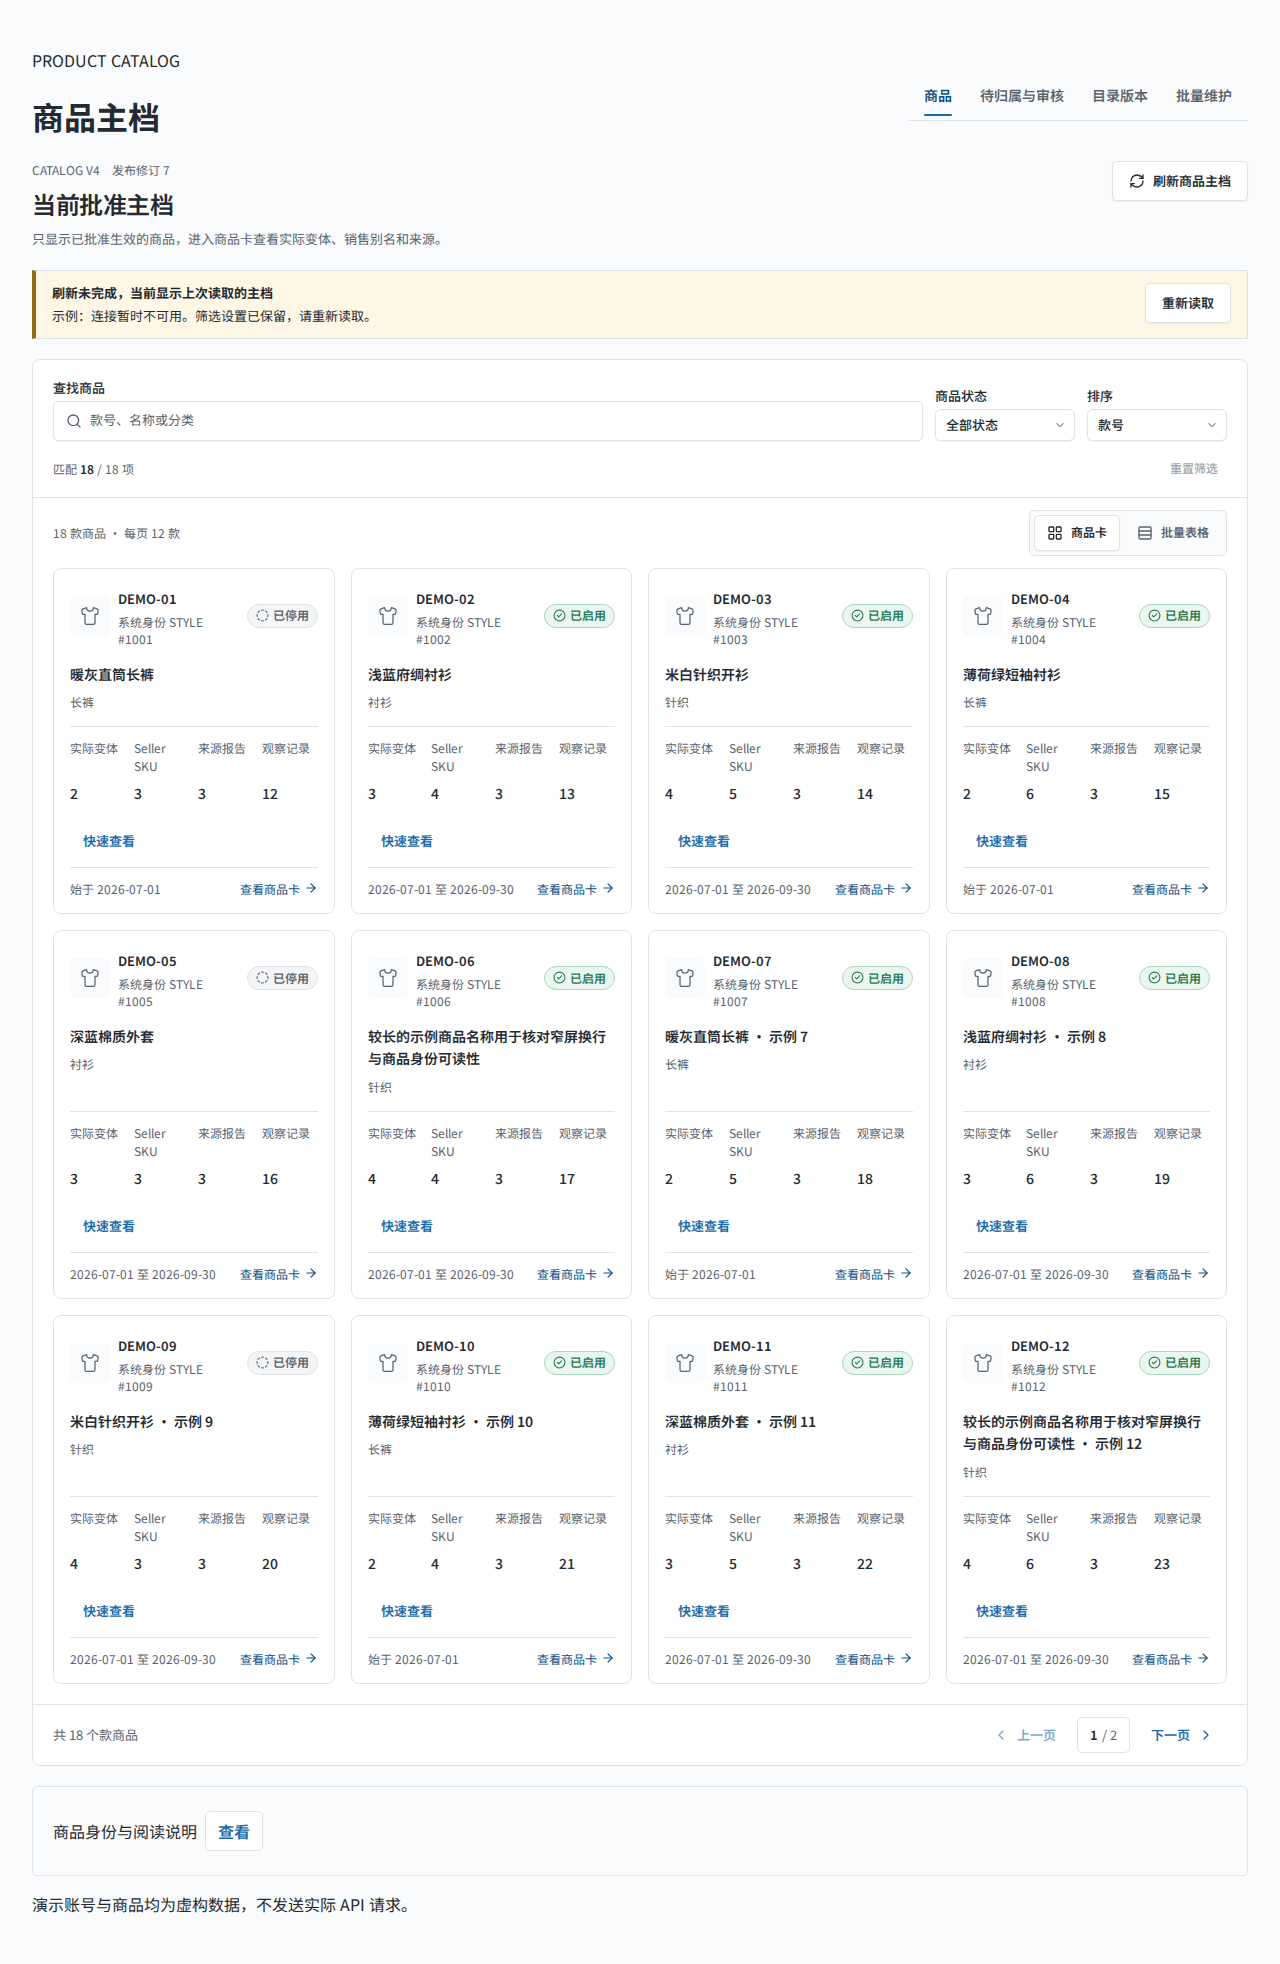 PRODUCT CATALOG
商品主档
商品 待归属与审核 目录版本 批量维护
CATALOG V4 发布修订 7
当前批准主档
只显示已批准生效的商品，进入商品卡查看实际变体、销售别名和来源。
刷新商品主档
刷新未完成，当前显示上次读取的主档
示例：连接暂时不可用。筛选设置已保留，请重新读取。
重新读取
查找商品
款号、名称或分类
商品状态
全部状态
排序
款号
匹配 18 / 18 项
重置筛选
18 款商品 · 每页 12 款
商品卡 批量表格
DEMO-01
系统身份 STYLE
#1001
已停用
暖灰直筒长裤
长裤
实际变体 Seller SKU 来源报告 观察记录
2 3 3 12
快速查看
始于 2026-07-01 查看商品卡
DEMO-02
系统身份 STYLE
#1002
已启用
浅蓝府绸衬衫
衬衫
实际变体 Seller SKU 来源报告 观察记录
3 4 3 13
快速查看
2026-07-01 至 2026-09-30 查看商品卡
DEMO-03
系统身份 STYLE
#1003
已启用
米白针织开衫
针织
实际变体 Seller SKU 来源报告 观察记录
4 5 3 14
快速查看
2026-07-01 至 2026-09-30 查看商品卡
DEMO-04
系统身份 STYLE
#1004
已启用
薄荷绿短袖衬衫
长裤
实际变体 Seller SKU 来源报告 观察记录
2 6 3 15
快速查看
始于 2026-07-01 查看商品卡
DEMO-05
系统身份 STYLE
#1005
已停用
深蓝棉质外套
衬衫
实际变体 Seller SKU 来源报告 观察记录
3 3 3 16
快速查看
2026-07-01 至 2026-09-30 查看商品卡
DEMO-06
系统身份 STYLE
#1006
已启用
较长的示例商品名称用于核对窄屏换行
与商品身份可读性
针织
实际变体 Seller SKU 来源报告 观察记录
4 4 3 17
快速查看
2026-07-01 至 2026-09-30 查看商品卡
DEMO-07
系统身份 STYLE
#1007
已启用
暖灰直筒长裤 · 示例 7
长裤
实际变体 Seller SKU 来源报告 观察记录
2 5 3 18
快速查看
始于 2026-07-01 查看商品卡
DEMO-08
系统身份 STYLE
#1008
已启用
浅蓝府绸衬衫 · 示例 8
衬衫
实际变体 Seller SKU 来源报告 观察记录
3 6 3 19
快速查看
2026-07-01 至 2026-09-30 查看商品卡
DEMO-09
系统身份 STYLE
#1009
已停用
米白针织开衫 · 示例 9
针织
实际变体 Seller SKU 来源报告 观察记录
4 3 3 20
快速查看
2026-07-01 至 2026-09-30 查看商品卡
DEMO-10
系统身份 STYLE
#1010
已启用
薄荷绿短袖衬衫 · 示例 10
长裤
实际变体 Seller SKU 来源报告 观察记录
2 4 3 21
快速查看
始于 2026-07-01 查看商品卡
DEMO-11
系统身份 STYLE
#1011
已启用
深蓝棉质外套 · 示例 11
衬衫
实际变体 Seller SKU 来源报告 观察记录
3 5 3 22
快速查看
2026-07-01 至 2026-09-30 查看商品卡
DEMO-12
系统身份 STYLE
#1012
已启用
较长的示例商品名称用于核对窄屏换行
与商品身份可读性 · 示例 12
针织
实际变体 Seller SKU 来源报告 观察记录
4 6 3 23
快速查看
2026-07-01 至 2026-09-30 查看商品卡
共 18 个款商品
上一页 1 / 2 下一页
商品身份与阅读说明 查看
演示账号与商品均为虚构数据，不发送实际 API 请求。